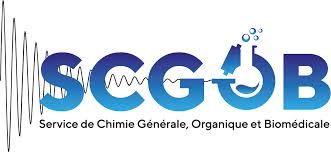 SCGOB
Service de Chimie Générale, Organique et Biomédicale